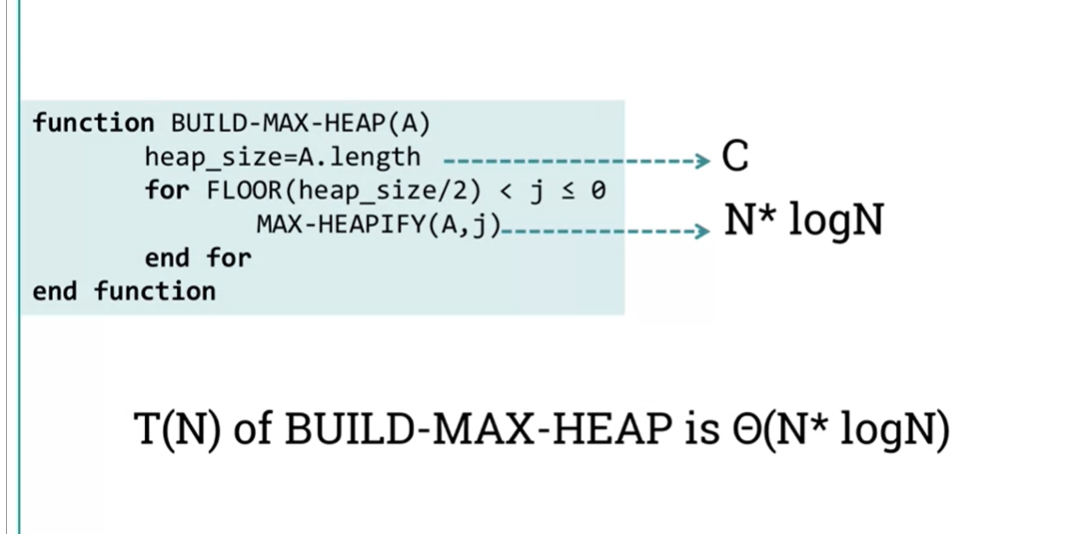 function BUILD-MAX-HEAP(A)
heap_size=A.length C
for FLOOR(heap_size/2) < j ≤ 0
MAX-HEAPIFY(A,j) N* logN
end for
end function
T(N) of BUILD-MAX-HEAP is Θ(N* logN)